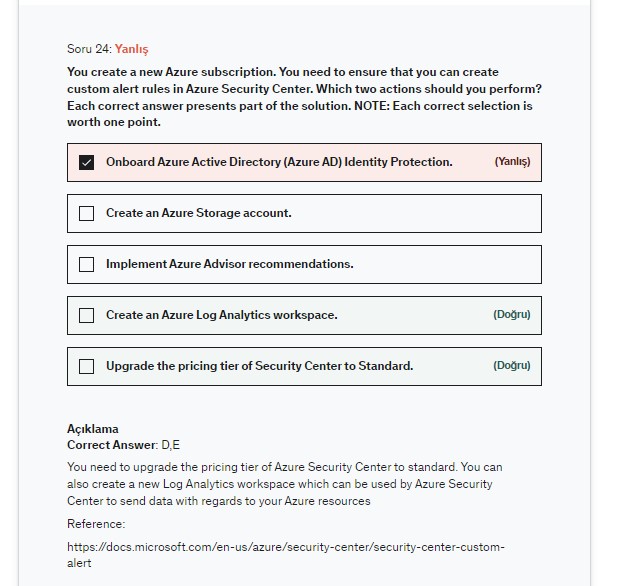 Soru 24: Yanlış
You create a new Azure subscription. You need to ensure that you can create
custom alert rules in Azure Security Center. Which two actions should you perform?
Each correct answer presents part of the solution. NOTE: Each correct selection is
worth one point.
Onboard Azure Active Directory (Azure AD) Identity Protection. (Yanlış)
Create an Azure Storage account.
Implement Azure Advisor recommendations.
Create an Azure Log Analytics workspace. (Doğru)
Upgrade the pricing tier of Security Center to Standard. (Doğru)
Açıklama
Correct Answer: D,E
You need to upgrade the pricing tier of Azure Security Center to standard. You can
also create a new Log Analytics workspace which can be used by Azure Security
Center to send data with regards to your Azure resources
Reference:
https://docs.microsoft.com/en-us/azure/security-center/security-center-custom-
alert